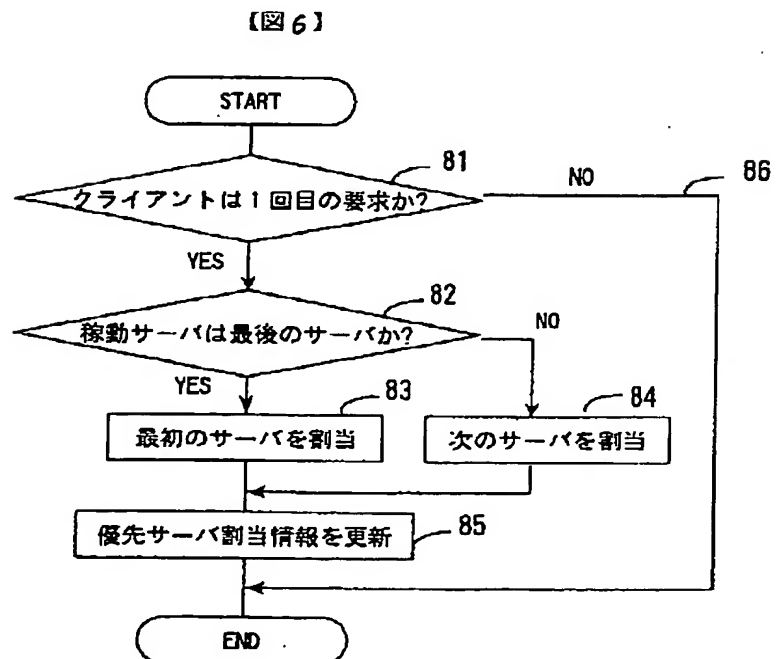 【図6】
START
81
クライアントは1回目の要求か?
NO
86
YES
82
稼動サーバは最後のサーバか?
NO
YES
83
84
最初のサーバを割当
次のサーバを割当
85
優先サーバ割当情報を更新
END